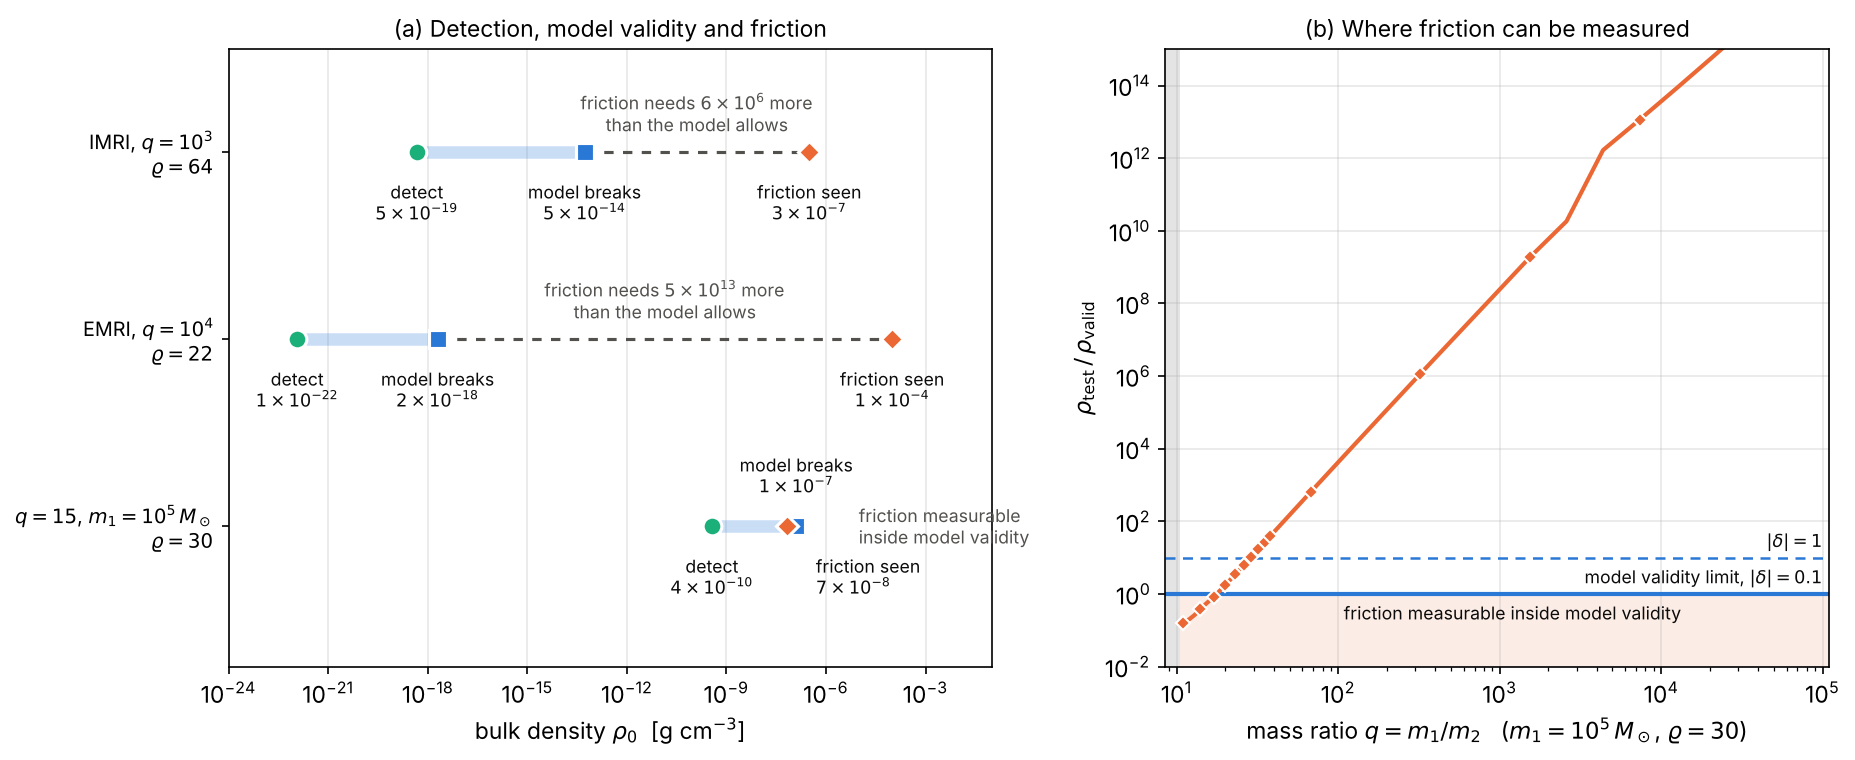 (a) Detection, model validity and friction
IMRI, q = 10³
ϱ = 64
friction needs 6 × 10⁶ more
than the model allows
detect
5 × 10⁻¹⁹
model breaks
5 × 10⁻¹⁴
friction seen
3 × 10⁻⁷
EMRI, q = 10⁴
ϱ = 22
friction needs 5 × 10¹³ more
than the model allows
detect
1 × 10⁻²²
model breaks
2 × 10⁻¹⁸
friction seen
1 × 10⁻⁴
q = 15, m₁ = 10⁵ M⊙
ϱ = 30
model breaks
1 × 10⁻⁷
friction measurable
inside model validity
detect
4 × 10⁻¹⁰
friction seen
7 × 10⁻⁸
10⁻²⁴ 10⁻²¹ 10⁻¹⁸ 10⁻¹⁵ 10⁻¹² 10⁻⁹ 10⁻⁶ 10⁻³
bulk density ρ₀ [g cm⁻³]
(b) Where friction can be measured
ρtest / ρvalid
10¹⁴
10¹²
10¹⁰
10⁸
10⁶
10⁴
10²
10⁰
10⁻²
|δ| = 1
model validity limit, |δ| = 0.1
friction measurable inside model validity
10¹ 10² 10³ 10⁴ 10⁵
mass ratio q = m₁/m₂ (m₁ = 10⁵ M⊙, ϱ = 30)